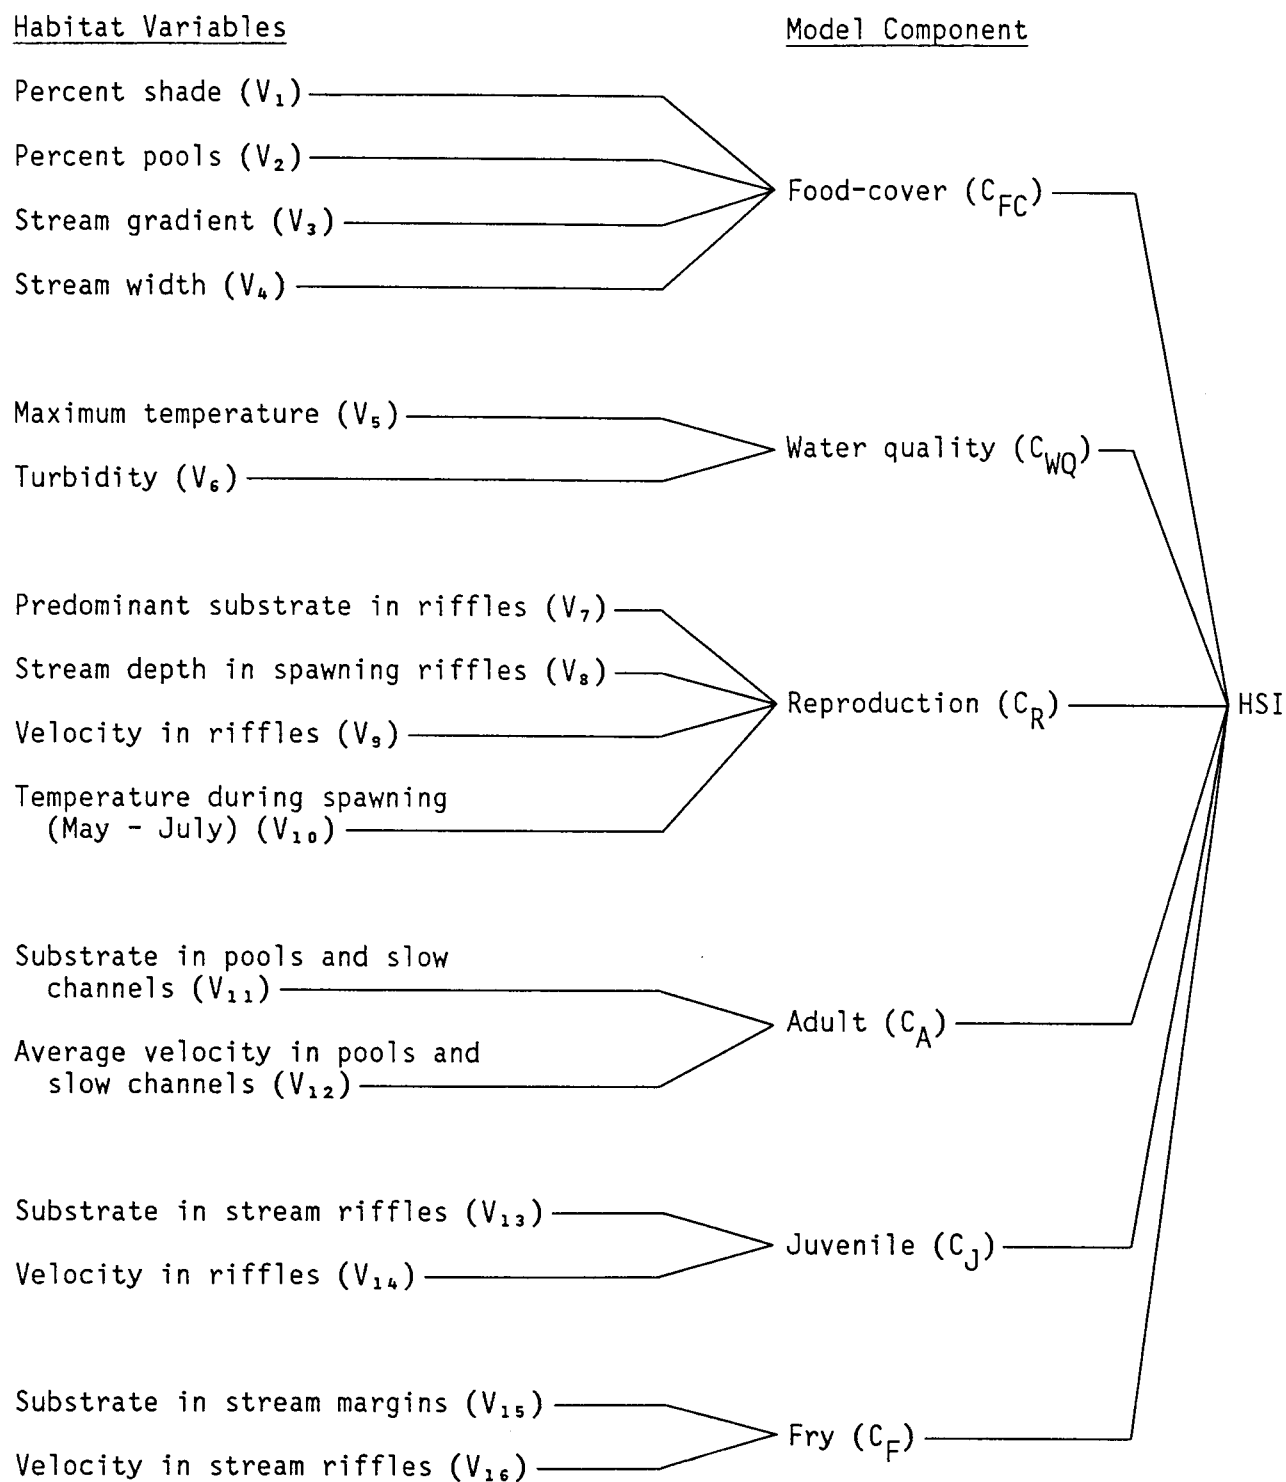 Habitat Variables
Model Component
Percent shade (V₁)
Percent pools (V₂)
Stream gradient (V₃)
Stream width (V₄)
Food-cover (C_FC)
Maximum temperature (V₅)
Turbidity (V₆)
Water quality (C_WQ)
Predominant substrate in riffles (V₇)
Stream depth in spawning riffles (V₈)
Velocity in riffles (V₉)
Temperature during spawning
(May - July) (V₁₀)
Reproduction (C_R)
HSI
Substrate in pools and slow
channels (V₁₁)
Average velocity in pools and
slow channels (V₁₂)
Adult (C_A)
Substrate in stream riffles (V₁₃)
Velocity in riffles (V₁₄)
Juvenile (C_J)
Substrate in stream margins (V₁₅)
Velocity in stream riffles (V₁₆)
Fry (C_F)